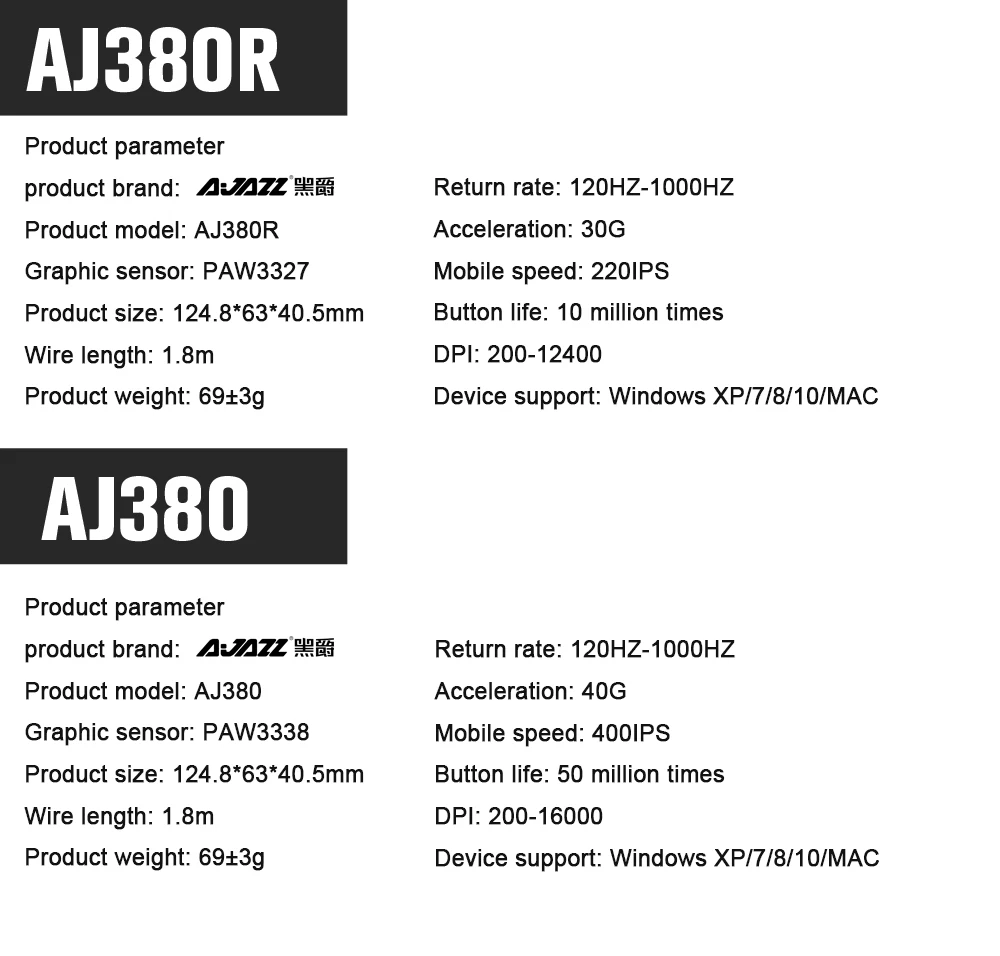 AJ380R
Product parameter
product brand: A·JAZZ®黑爵
Product model: AJ380R
Graphic sensor: PAW3327
Product size: 124.8*63*40.5mm
Wire length: 1.8m
Product weight: 69±3g
Return rate: 120HZ-1000HZ
Acceleration: 30G
Mobile speed: 220IPS
Button life: 10 million times
DPI: 200-12400
Device support: Windows XP/7/8/10/MAC
AJ380
Product parameter
product brand: A·JAZZ®黑爵
Product model: AJ380
Graphic sensor: PAW3338
Product size: 124.8*63*40.5mm
Wire length: 1.8m
Product weight: 69±3g
Return rate: 120HZ-1000HZ
Acceleration: 40G
Mobile speed: 400IPS
Button life: 50 million times
DPI: 200-16000
Device support: Windows XP/7/8/10/MAC